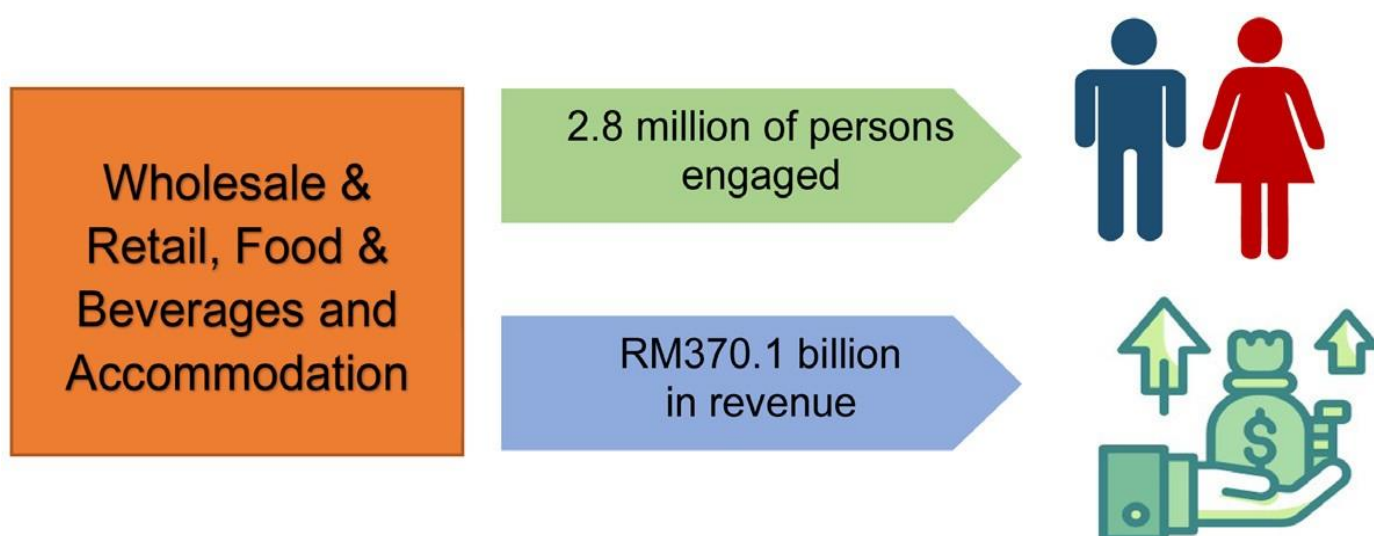 Wholesale &
Retail, Food &
Beverages and
Accommodation
2.8 million of persons
engaged
RM370.1 billion
in revenue
$